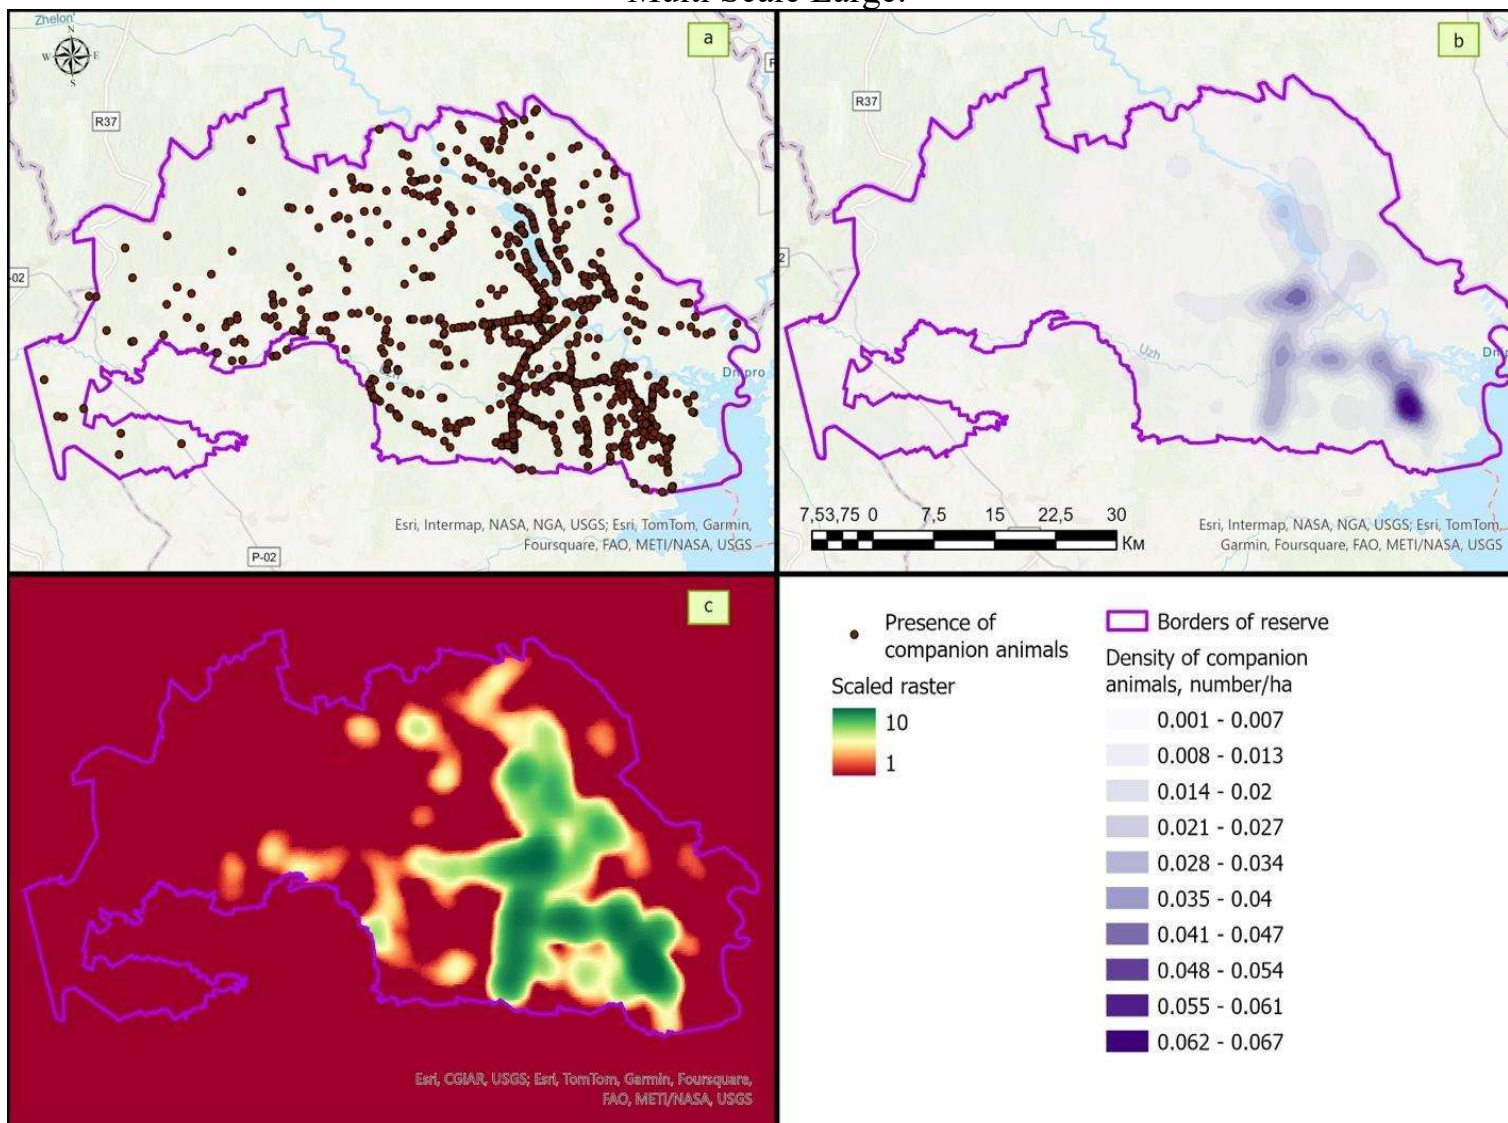 Multi Scale Large.
Zhelon'
N
W E
S
a
R37
-02
Dnipro
Esri, Intermap, NASA, NGA, USGS; Esri, TomTom, Garmin,
Foursquare, FAO, METI/NASA, USGS
P-02
b
R37
2
Uzh
7,53,75 0 7,5 15 22,5 30
Км
Esri, Intermap, NASA, NGA, USGS; Esri, TomTom,
Garmin, Foursquare, FAO, METI/NASA, USGS
c
Esri, CGIAR, USGS; Esri, TomTom, Garmin, Foursquare,
FAO, METI/NASA, USGS
Presence of
companion animals
Scaled raster
10
1
Borders of reserve
Density of companion
animals, number/ha
0.001 - 0.007
0.008 - 0.013
0.014 - 0.02
0.021 - 0.027
0.028 - 0.034
0.035 - 0.04
0.041 - 0.047
0.048 - 0.054
0.055 - 0.061
0.062 - 0.067